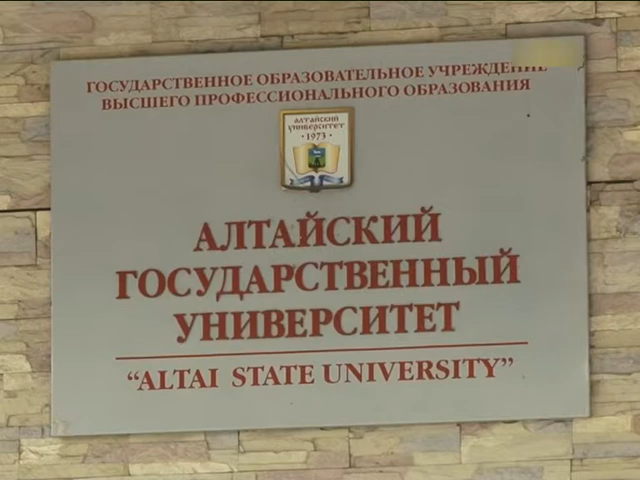 ГОСУДАРСТВЕННОЕ ОБРАЗОВАТЕЛЬНОЕ УЧРЕЖДЕНИЕ
ВЫСШЕГО ПРОФЕССИОНАЛЬНОГО ОБРАЗОВАНИЯ
АЛТАЙСКИЙ
УНИВЕРСИТЕТ
•1973•
АЛТАЙСКИЙ
ГОСУДАРСТВЕННЫЙ
УНИВЕРСИТЕТ
“ALTAI STATE UNIVERSITY”